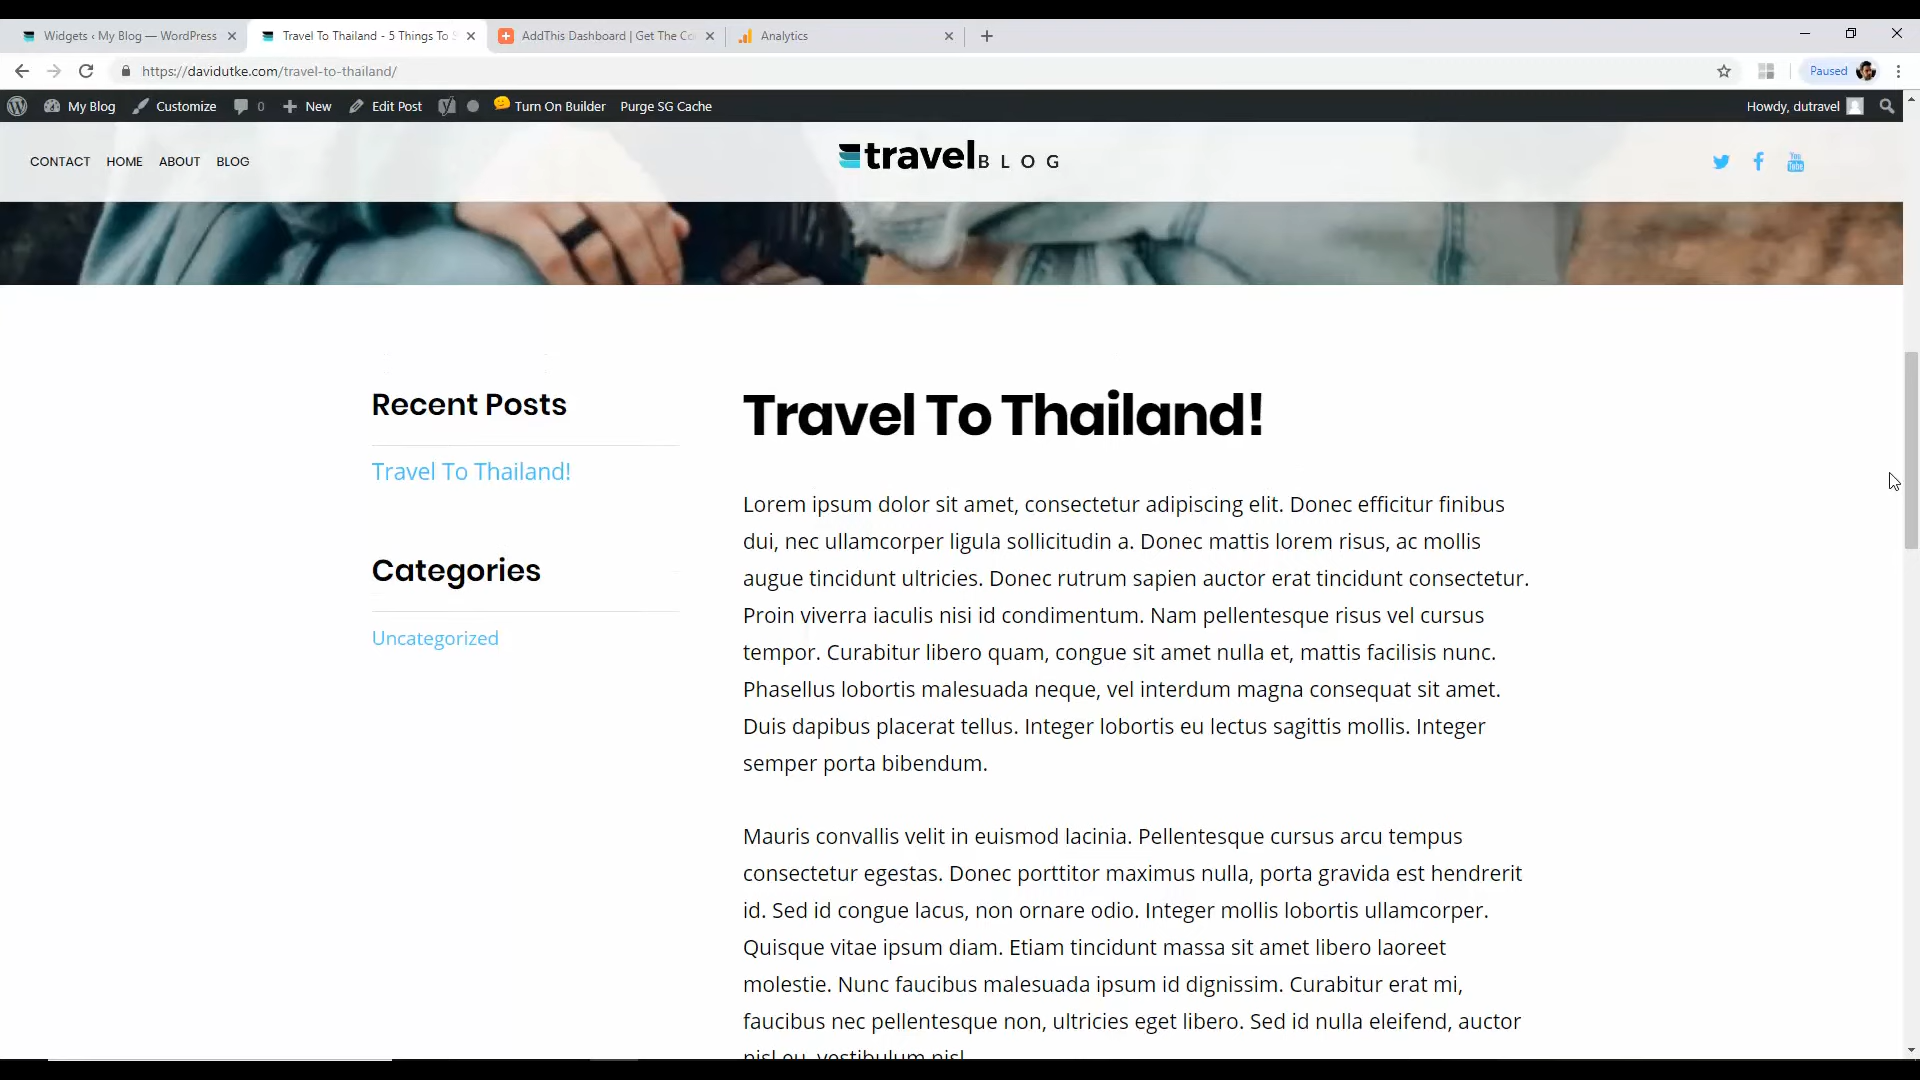 Widgets ‹ My Blog — WordPress
Travel To Thailand - 5 Things To S
AddThis Dashboard | Get The Co
Analytics
https://davidutke.com/travel-to-thailand/
Paused
My Blog
Customize
0
New
Edit Post
Turn On Builder
Purge SG Cache
Howdy, dutravel
CONTACT HOME ABOUT BLOG
travel BLOG
You Tube
Recent Posts
Travel To Thailand!
Categories
Uncategorized
Travel To Thailand!
Lorem ipsum dolor sit amet, consectetur adipiscing elit. Donec efficitur finibus
dui, nec ullamcorper ligula sollicitudin a. Donec mattis lorem risus, ac mollis
augue tincidunt ultricies. Donec rutrum sapien auctor erat tincidunt consectetur.
Proin viverra iaculis nisi id condimentum. Nam pellentesque risus vel cursus
tempor. Curabitur libero quam, congue sit amet nulla et, mattis facilisis nunc.
Phasellus lobortis malesuada neque, vel interdum magna consequat sit amet.
Duis dapibus placerat tellus. Integer lobortis eu lectus sagittis mollis. Integer
semper porta bibendum.
Mauris convallis velit in euismod lacinia. Pellentesque cursus arcu tempus
consectetur egestas. Donec porttitor maximus nulla, porta gravida est hendrerit
id. Sed id congue lacus, non ornare odio. Integer mollis lobortis ullamcorper.
Quisque vitae ipsum diam. Etiam tincidunt massa sit amet libero laoreet
molestie. Nunc faucibus malesuada ipsum id dignissim. Curabitur erat mi,
faucibus nec pellentesque non, ultricies eget libero. Sed id nulla eleifend, auctor
nisl eu, vestibulum nisl.